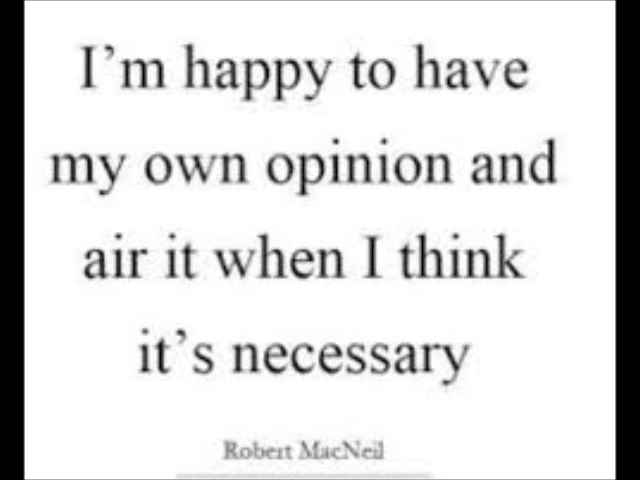 I'm happy to have
my own opinion and
air it when I think
it's necessary
Robert MacNeil